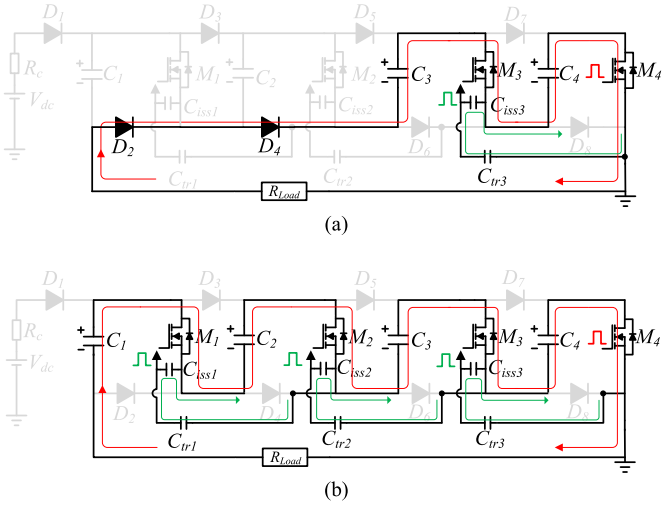 D1 D3 D5 D7
Rc C1 M1 C2 M2 C3 M3 C4 M4
Vdc Ciss1 Ciss2 Ciss3
D2 D4 D6 D8
Ctr1 Ctr2 Ctr3
RLoad
(a)
D1 D3 D5 D7
Rc C1 M1 C2 M2 C3 M3 C4 M4
Vdc Ciss1 Ciss2 Ciss3
D2 D4 D6 D8
Ctr1 Ctr2 Ctr3
RLoad
(b)